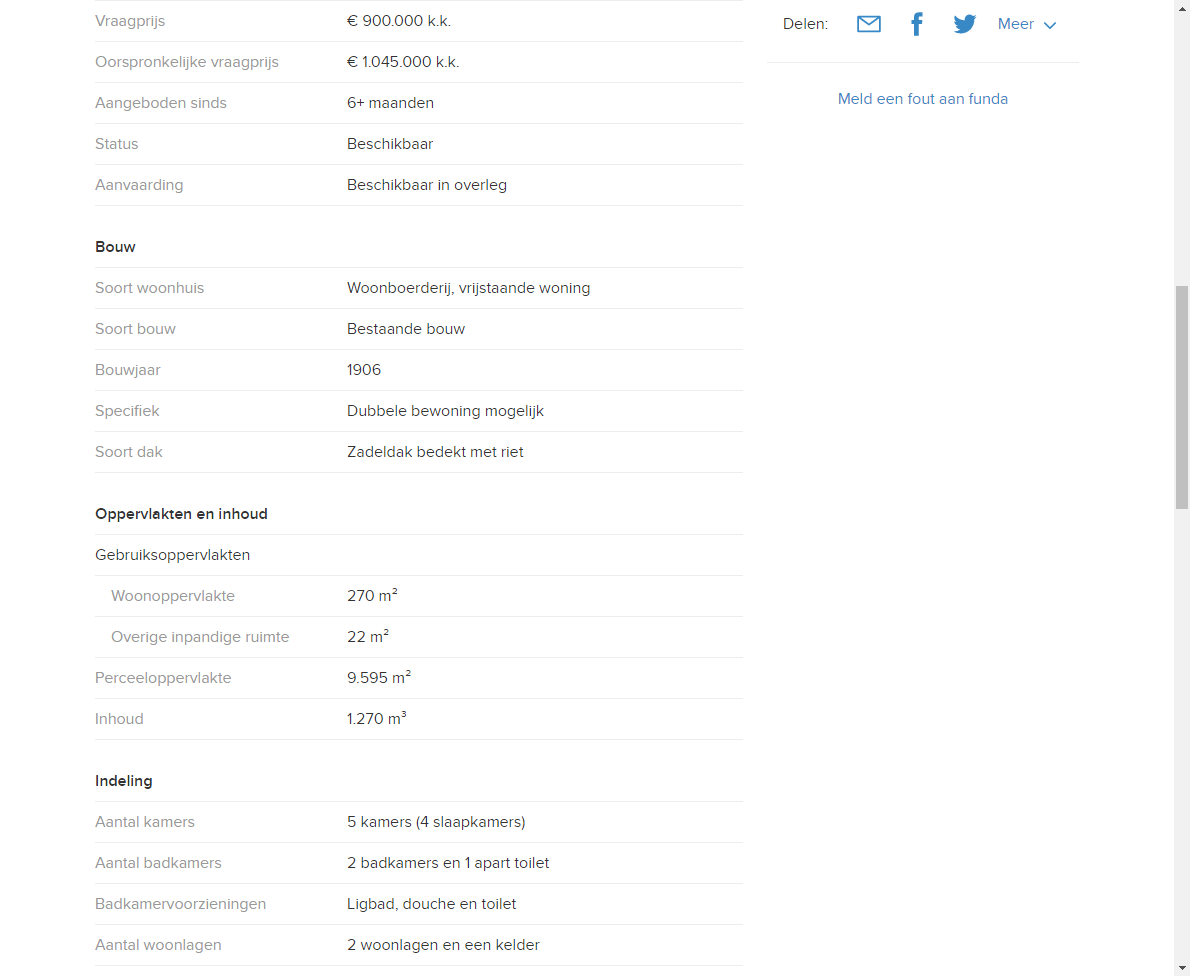 Vraagprijs € 900.000 k.k.
Oorspronkelijke vraagprijs € 1.045.000 k.k.
Aangeboden sinds 6+ maanden
Status Beschikbaar
Aanvaarding Beschikbaar in overleg
Bouw
Soort woonhuis Woonboerderij, vrijstaande woning
Soort bouw Bestaande bouw
Bouwjaar 1906
Specifiek Dubbele bewoning mogelijk
Soort dak Zadeldak bedekt met riet
Oppervlakten en inhoud
Gebruiksoppervlakten
Woonoppervlakte 270 m²
Overige inpandige ruimte 22 m²
Perceeloppervlakte 9.595 m²
Inhoud 1.270 m³
Indeling
Aantal kamers 5 kamers (4 slaapkamers)
Aantal badkamers 2 badkamers en 1 apart toilet
Badkamervoorzieningen Ligbad, douche en toilet
Aantal woonlagen 2 woonlagen en een kelder
Delen: Meer
Meld een fout aan funda